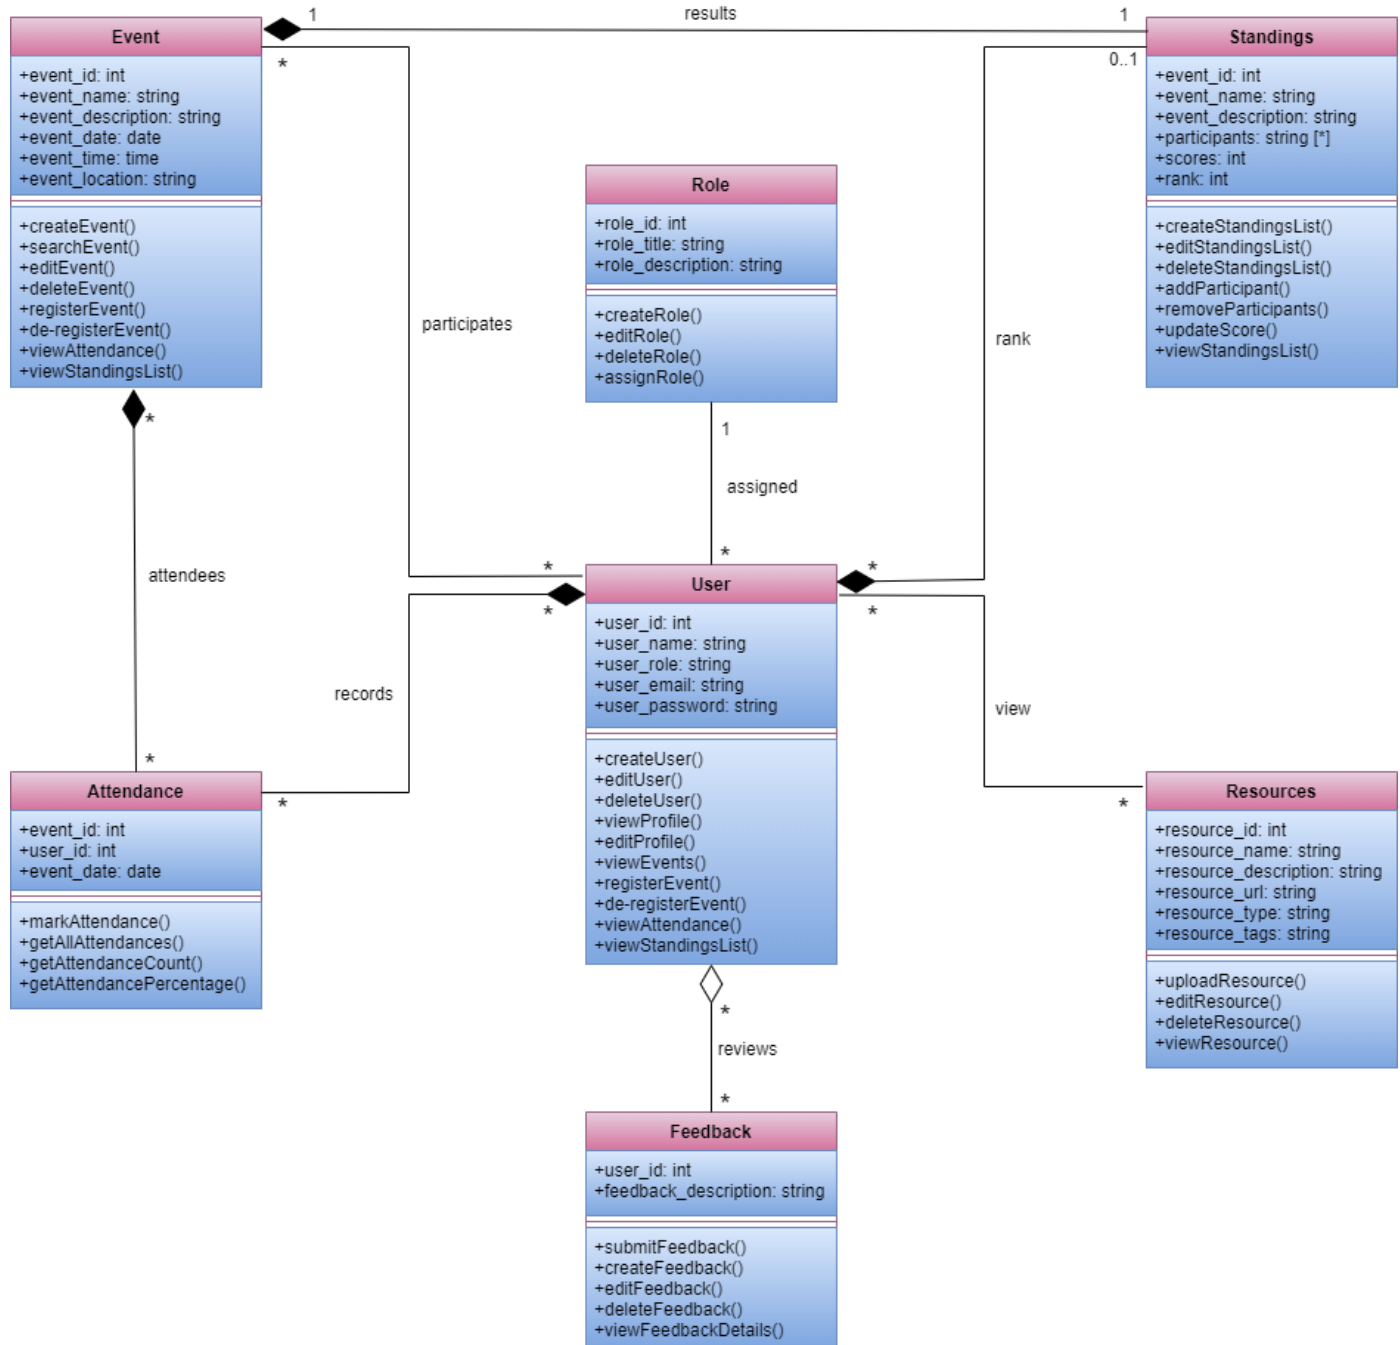 results
1
1
Event
*
+event_id: int
+event_name: string
+event_description: string
+event_date: date
+event_time: time
+event_location: string
+createEvent()
+searchEvent()
+editEvent()
+deleteEvent()
+registerEvent()
+de-registerEvent()
+viewAttendance()
+viewStandingsList()
*
Standings
0..1
+event_id: int
+event_name: string
+event_description: string
+participants: string [*]
+scores: int
+rank: int
+createStandingsList()
+editStandingsList()
+deleteStandingsList()
+addParticipant()
+removeParticipants()
+updateScore()
+viewStandingsList()
Role
+role_id: int
+role_title: string
+role_description: string
+createRole()
+editRole()
+deleteRole()
+assignRole()
participates
rank
1
assigned
*
attendees
*
*
*
*
User
+user_id: int
+user_name: string
+user_role: string
+user_email: string
+user_password: string
+createUser()
+editUser()
+deleteUser()
+viewProfile()
+editProfile()
+viewEvents()
+registerEvent()
+de-registerEvent()
+viewAttendance()
+viewStandingsList()
records
view
*
*
*
Attendance
+event_id: int
+user_id: int
+event_date: date
+markAttendance()
+getAllAttendances()
+getAttendanceCount()
+getAttendancePercentage()
Resources
+resource_id: int
+resource_name: string
+resource_description: string
+resource_url: string
+resource_type: string
+resource_tags: string
+uploadResource()
+editResource()
+deleteResource()
+viewResource()
*
reviews
*
Feedback
+user_id: int
+feedback_description: string
+submitFeedback()
+createFeedback()
+editFeedback()
+deleteFeedback()
+viewFeedbackDetails()